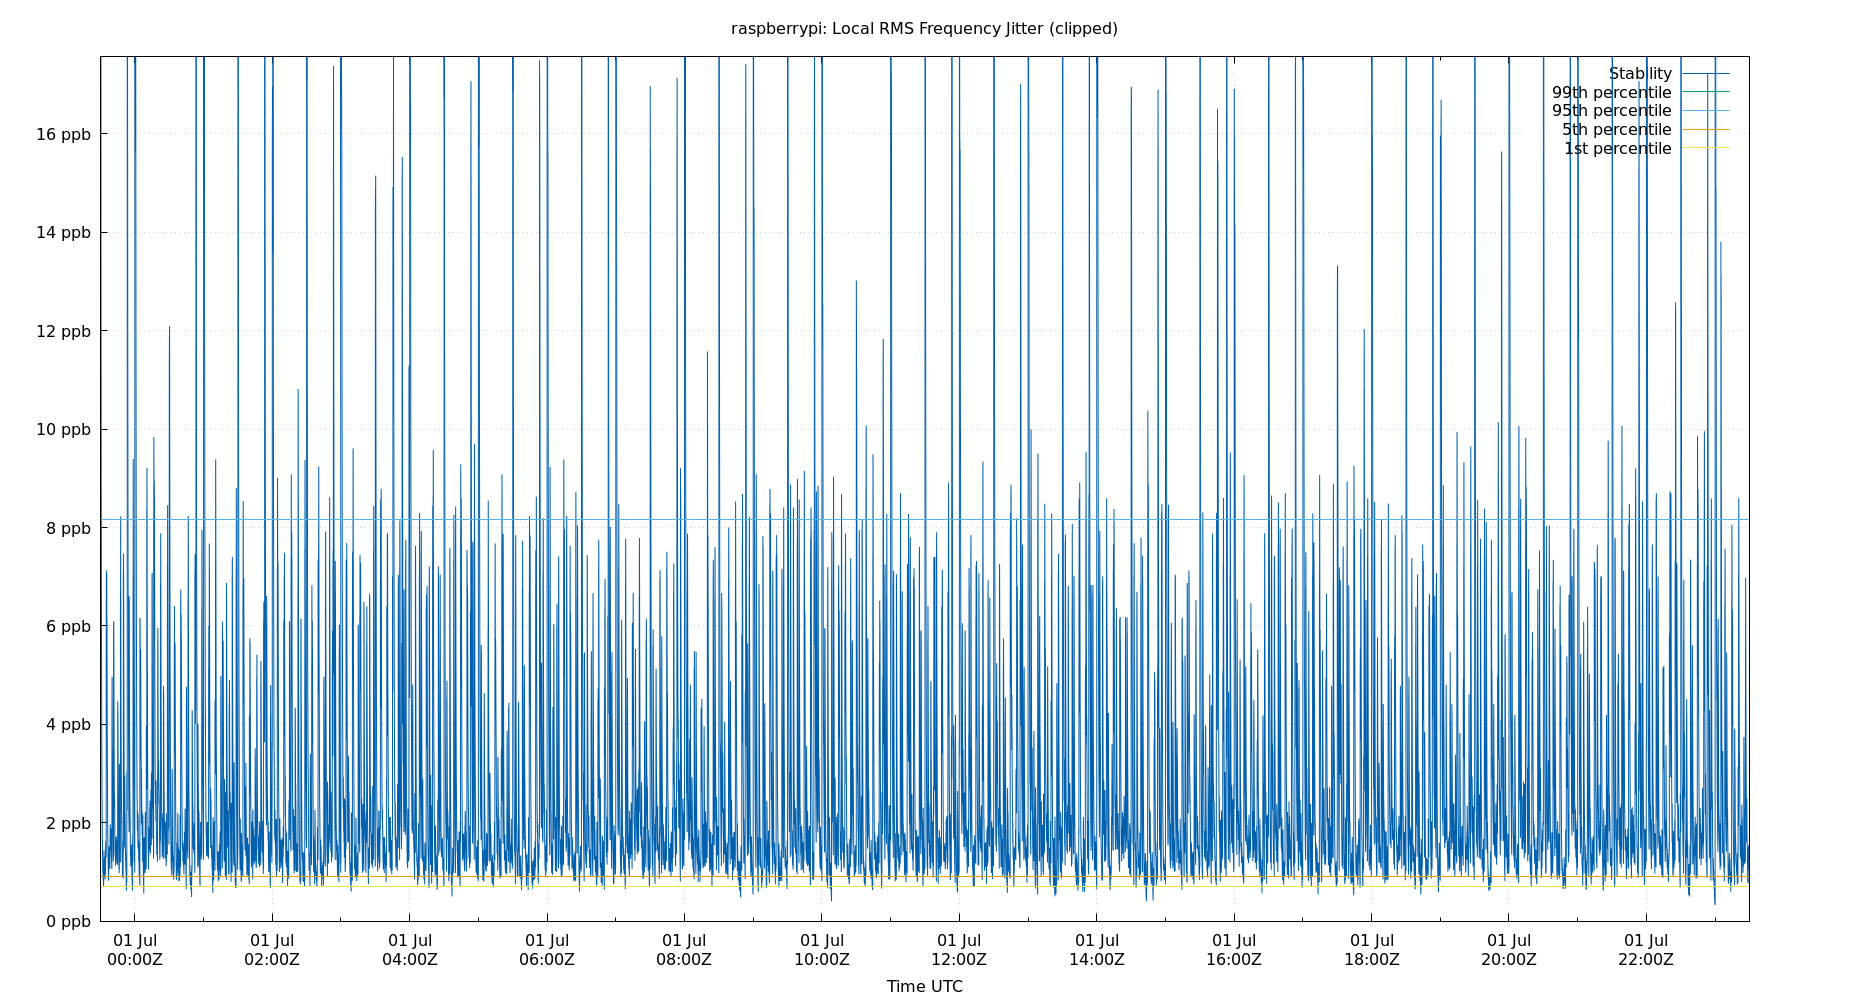 raspberrypi: Local RMS Frequency Jitter (clipped)
Stability
99th percentile
95th percentile
5th percentile
1st percentile
16 ppb
14 ppb
12 ppb
10 ppb
8 ppb
6 ppb
4 ppb
2 ppb
0 ppb
01 Jul 01 Jul 01 Jul 01 Jul 01 Jul 01 Jul 01 Jul 01 Jul 01 Jul 01 Jul 01 Jul 01 Jul
00:00Z 02:00Z 04:00Z 06:00Z 08:00Z 10:00Z 12:00Z 14:00Z 16:00Z 18:00Z 20:00Z 22:00Z
Time UTC